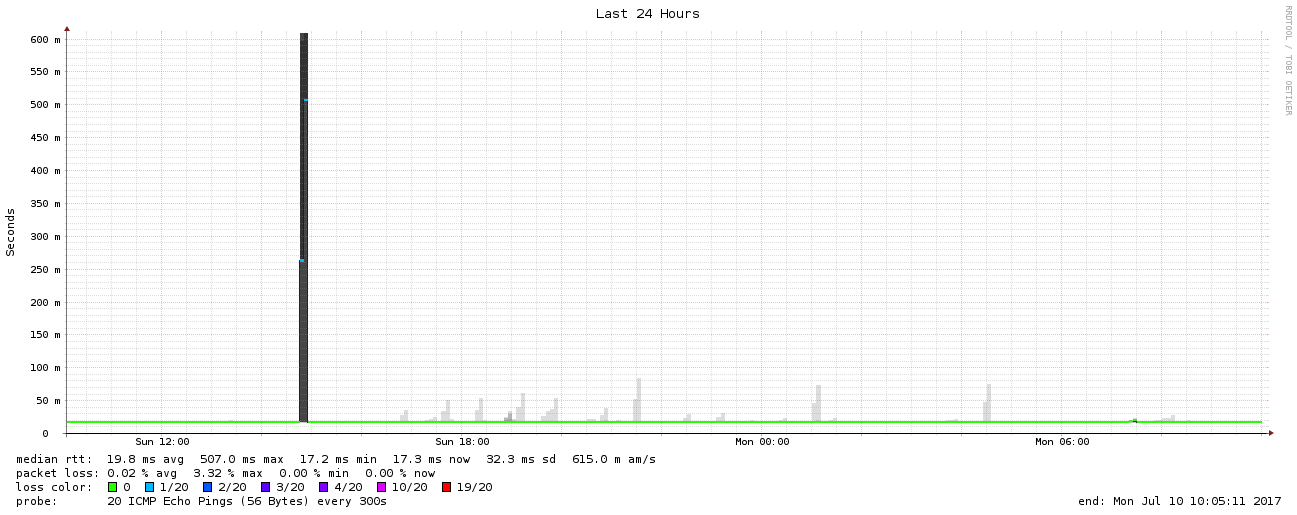 Last 24 Hours
RRDTOOL / TOBI OETIKER
Seconds
600 m
550 m
500 m
450 m
400 m
350 m
300 m
250 m
200 m
150 m
100 m
50 m
0
Sun 12:00 Sun 18:00 Mon 00:00 Mon 06:00
median rtt: 19.8 ms avg 507.0 ms max 17.2 ms min 17.3 ms now 32.3 ms sd 615.0 m am/s
packet loss: 0.02 % avg 3.32 % max 0.00 % min 0.00 % now
loss color: 0 1/20 2/20 3/20 4/20 10/20 19/20
probe: 20 ICMP Echo Pings (56 Bytes) every 300s end: Mon Jul 10 10:05:11 2017